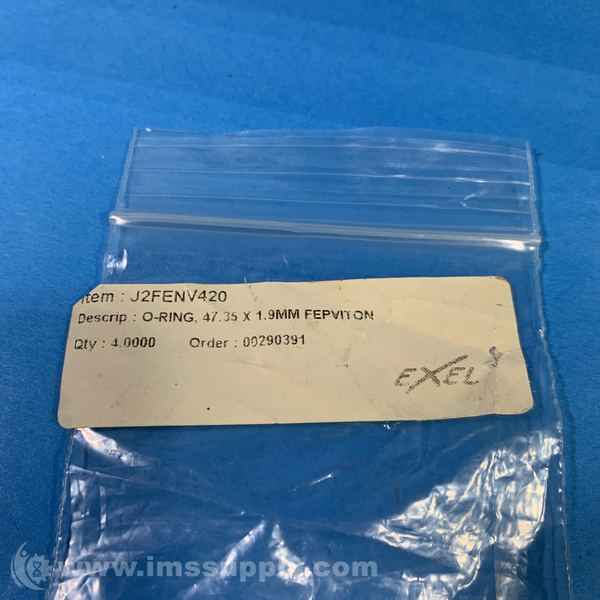 Item : J2FENV420
Descrip : O-RING, 47.35 X 1.9MM FEPVITON
Qty : 4.0000 Order : 00290391
EXEL
www.imssupply.com